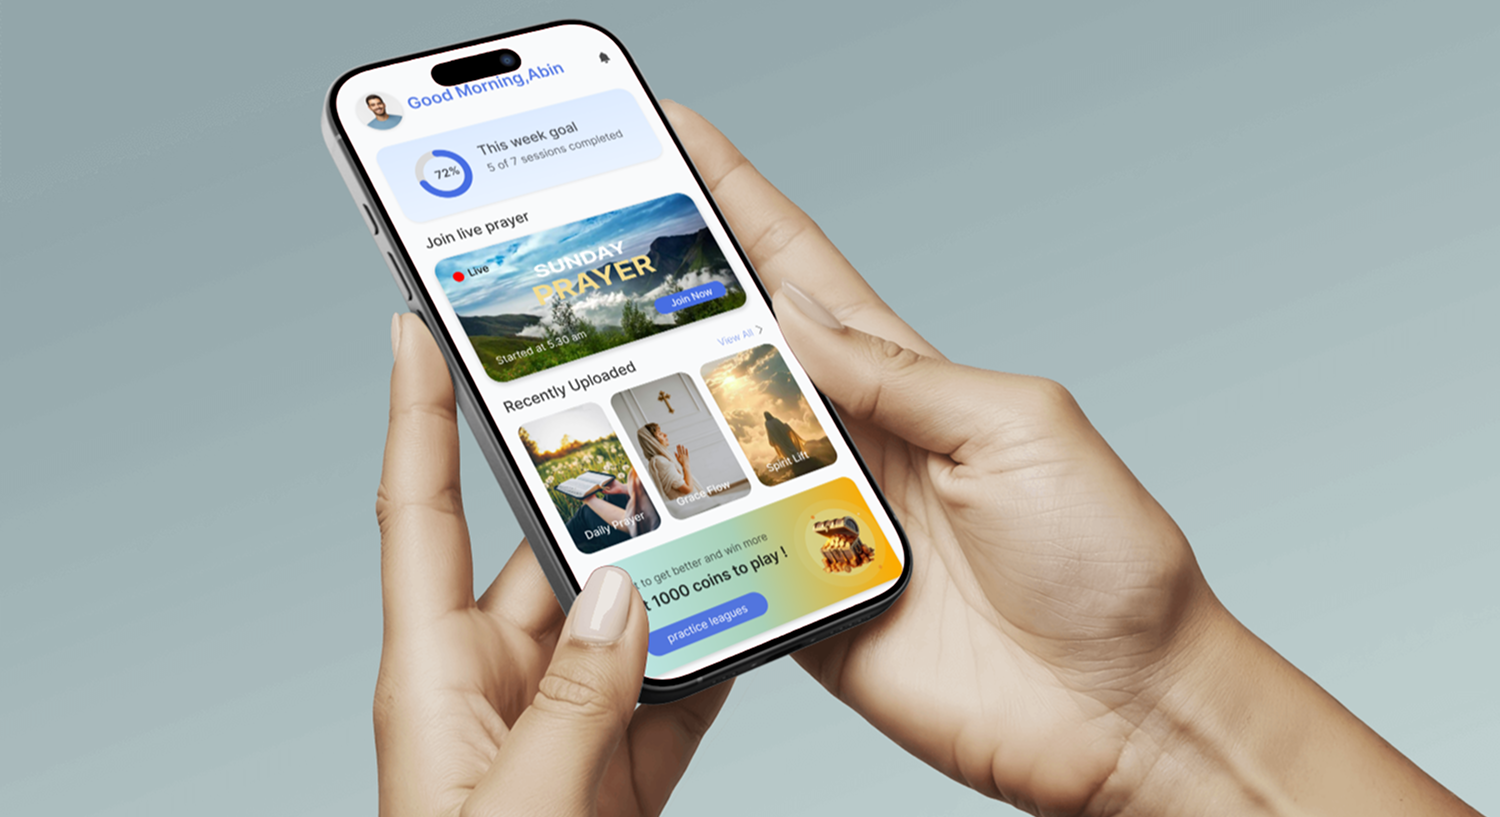 Good Morning,Abin
This week goal
72%
5 of 7 sessions completed
Join live prayer
Live
SUNDAY
PRAYER
Join Now
Started at 5.30 am
View All
Recently Uploaded
Daily Prayer
Grace Flow
Spirit Lift
to get better and win more
1000 coins to play !
practice leagues